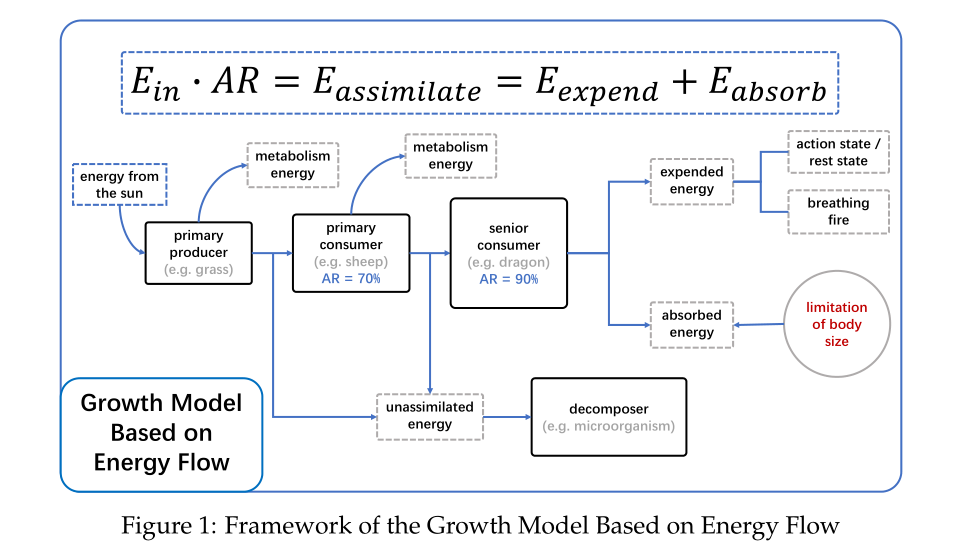 E_in · AR = E_assimilate = E_expend + E_absorb
energy from
the sun
metabolism
energy
metabolism
energy
primary
producer
(e.g. grass)
primary
consumer
(e.g. sheep)
AR = 70%
senior
consumer
(e.g. dragon)
AR = 90%
expended
energy
action state /
rest state
breathing
fire
absorbed
energy
limitation
of body
size
unassimilated
energy
decomposer
(e.g. microorganism)
Growth Model
Based on
Energy Flow
Figure 1: Framework of the Growth Model Based on Energy Flow